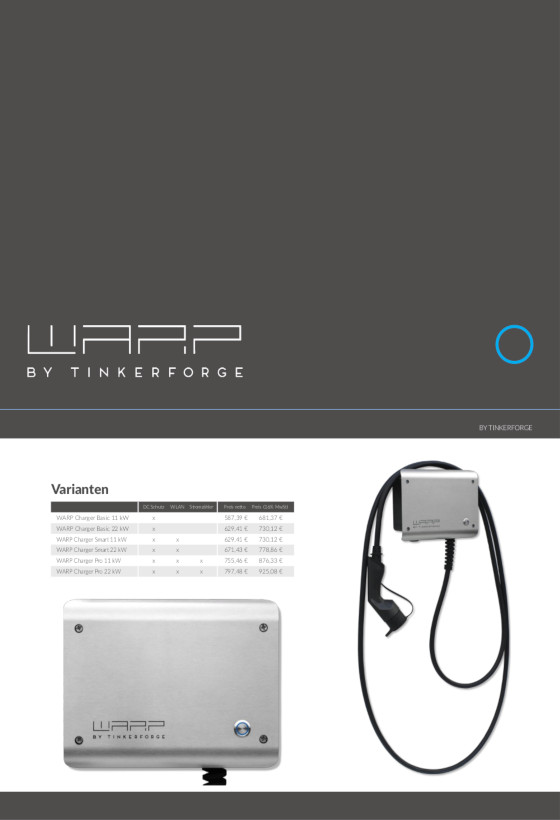 WARP
BY TINKERFORGE
BY TINKERFORGE
Varianten
DC Schutz WLAN Stromzähler Preis netto Preis (16% MwSt)
WARP Charger Basic 11 kW x 587,39 € 681,37 €
WARP Charger Basic 22 kW x 629,41 € 730,12 €
WARP Charger Smart 11 kW x x 629,41 € 730,12 €
WARP Charger Smart 22 kW x x 671,43 € 778,86 €
WARP Charger Pro 11 kW x x x 755,46 € 876,33 €
WARP Charger Pro 22 kW x x x 797,48 € 925,08 €
WARP
WARP
BY TINKERFORGE